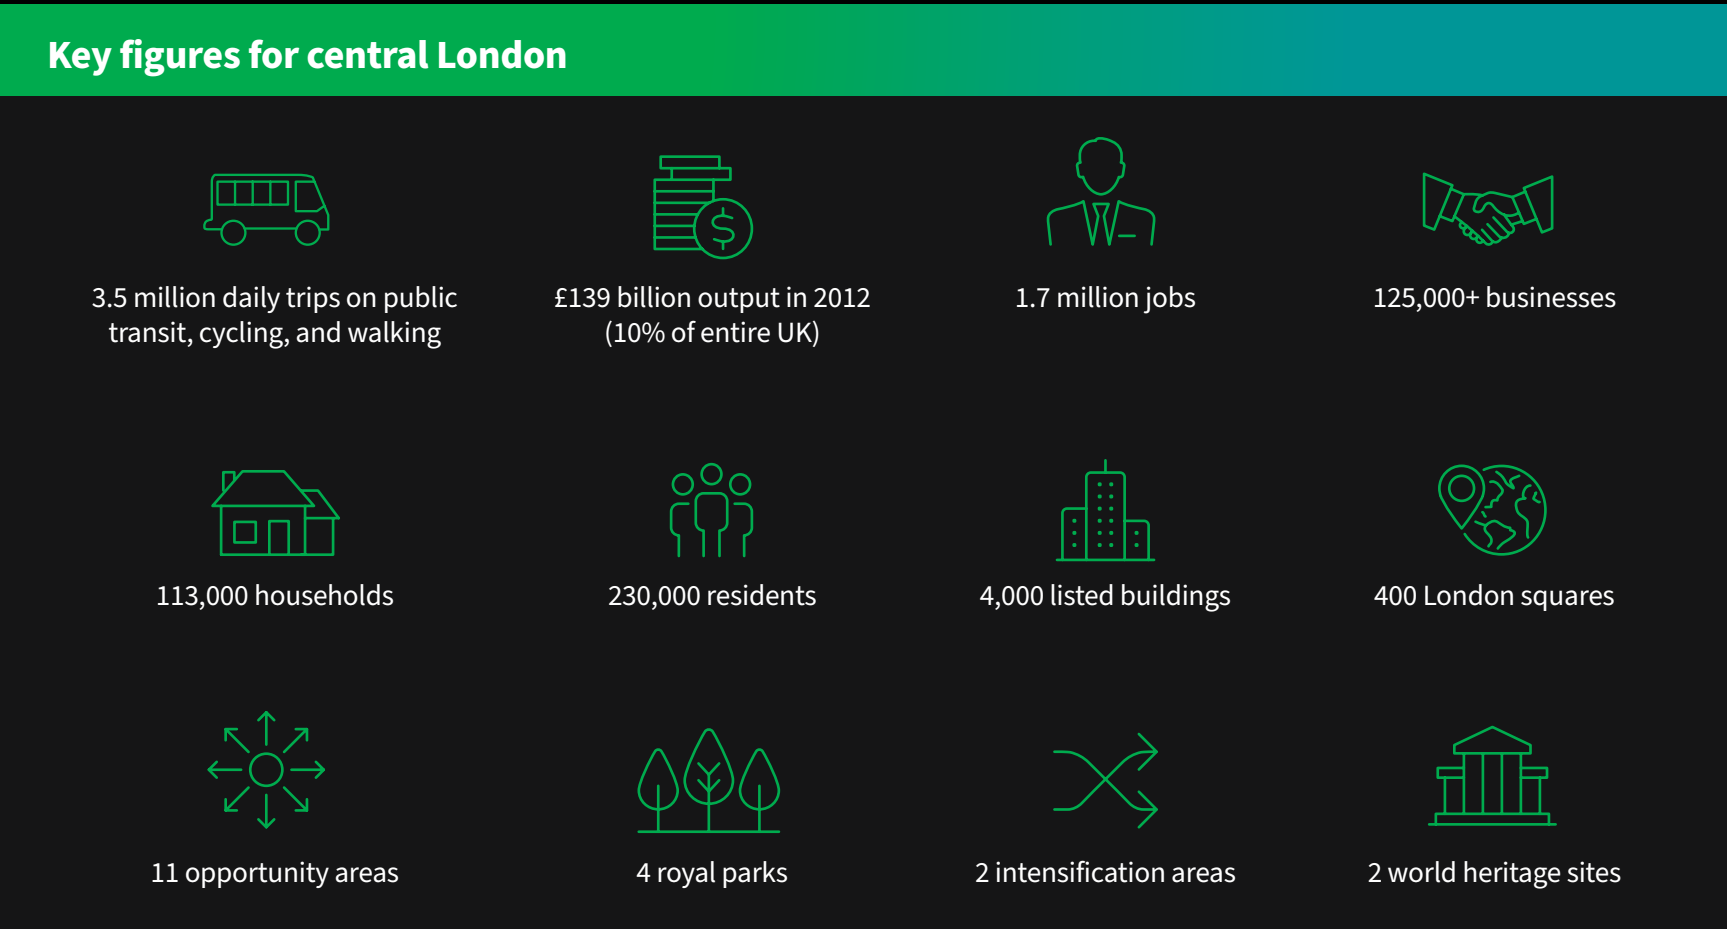 Key figures for central London
3.5 million daily trips on public
transit, cycling, and walking
£139 billion output in 2012
(10% of entire UK)
1.7 million jobs
125,000+ businesses
113,000 households
230,000 residents
4,000 listed buildings
400 London squares
11 opportunity areas
4 royal parks
2 intensification areas
2 world heritage sites